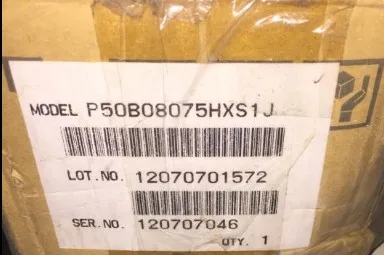 MODEL P50B08075HXS1J
LOT.NO. 12070701572
SER.NO. 120707046
QTY. 1